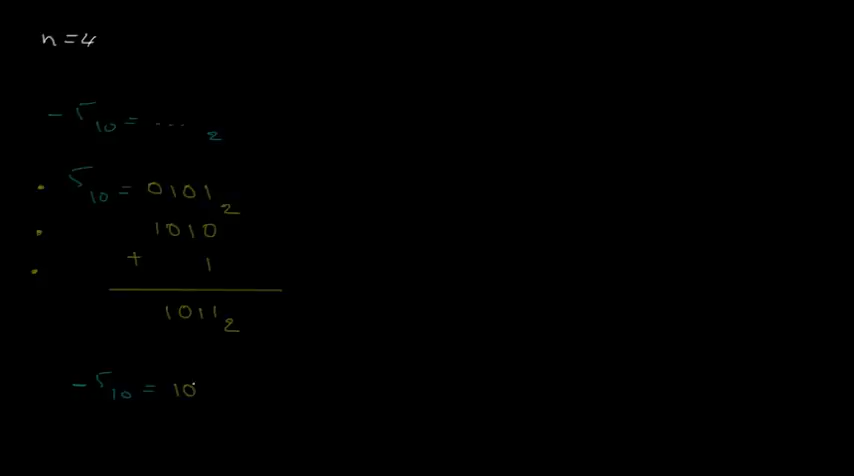 n = 4
- 5₁₀ = ... ₂
• 5₁₀ = 0101₂
• 1010
• + 1
1011₂
- 5₁₀ = 10